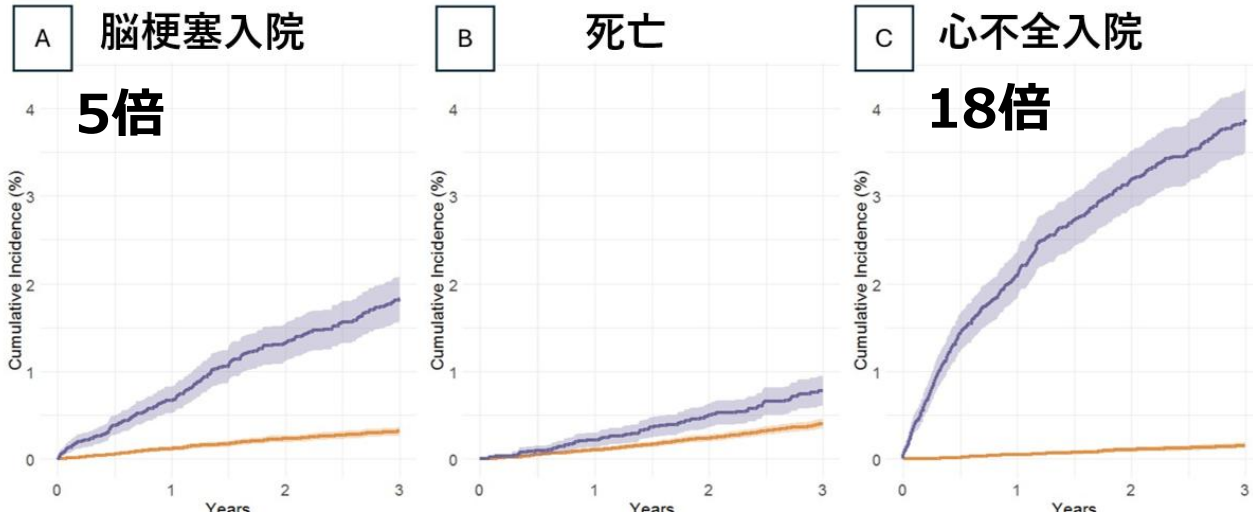 A 脳梗塞入院
5倍
Cumulative Incidence (%)
4
3
2
1
0
0 1 2 3
Years
B 死亡
Cumulative Incidence (%)
4
3
2
1
0
0 1 2 3
Years
C 心不全入院
18倍
Cumulative Incidence (%)
4
3
2
1
0
0 1 2 3
Years